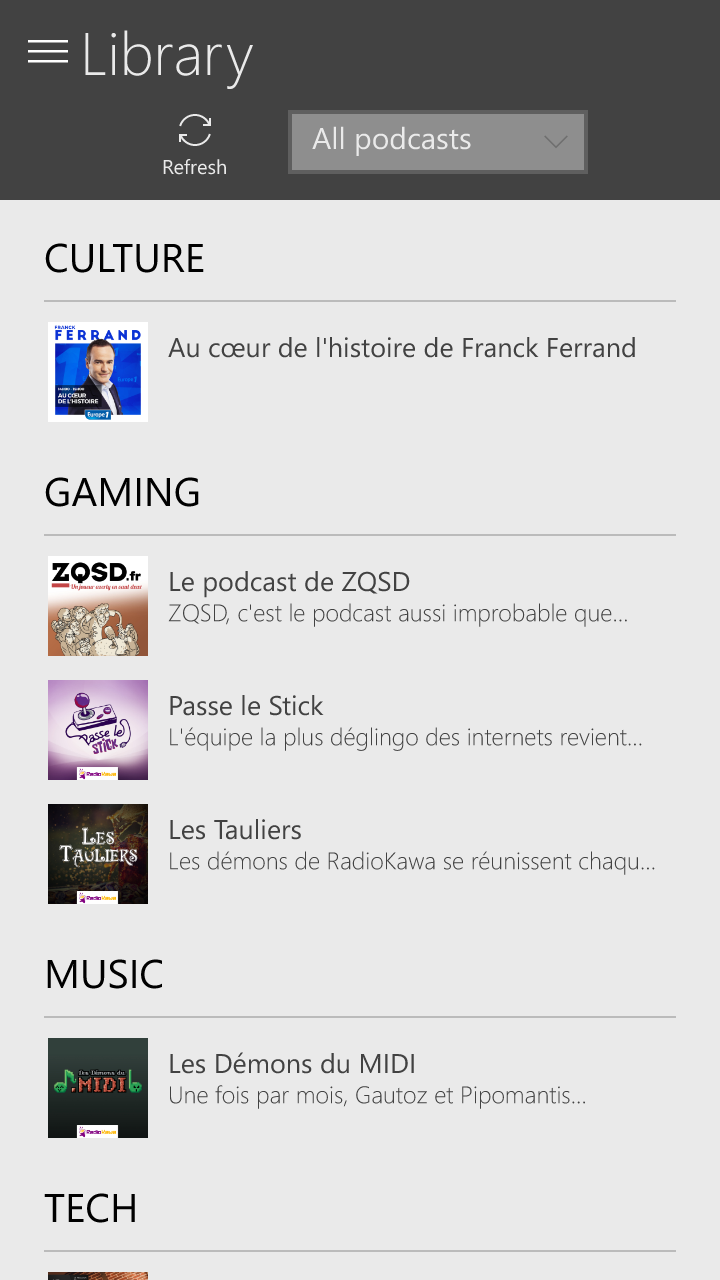 Library
Refresh
All podcasts
CULTURE
FRANCK
FERRAND
AU CŒUR
DE L'HISTOIRE
Europe 1
Au cœur de l'histoire de Franck Ferrand
GAMING
ZQSD.fr
Le podcast de ZQSD
ZQSD, c'est le podcast aussi improbable que...
Passe le
STICK
Passe le Stick
L'équipe la plus déglingo des internets revient...
LES
TAULIERS
Les Tauliers
Les démons de RadioKawa se réunissent chaqu...
MUSIC
Les Démons du
MIDI
Les Démons du MIDI
Une fois par mois, Gautoz et Pipomantis...
TECH